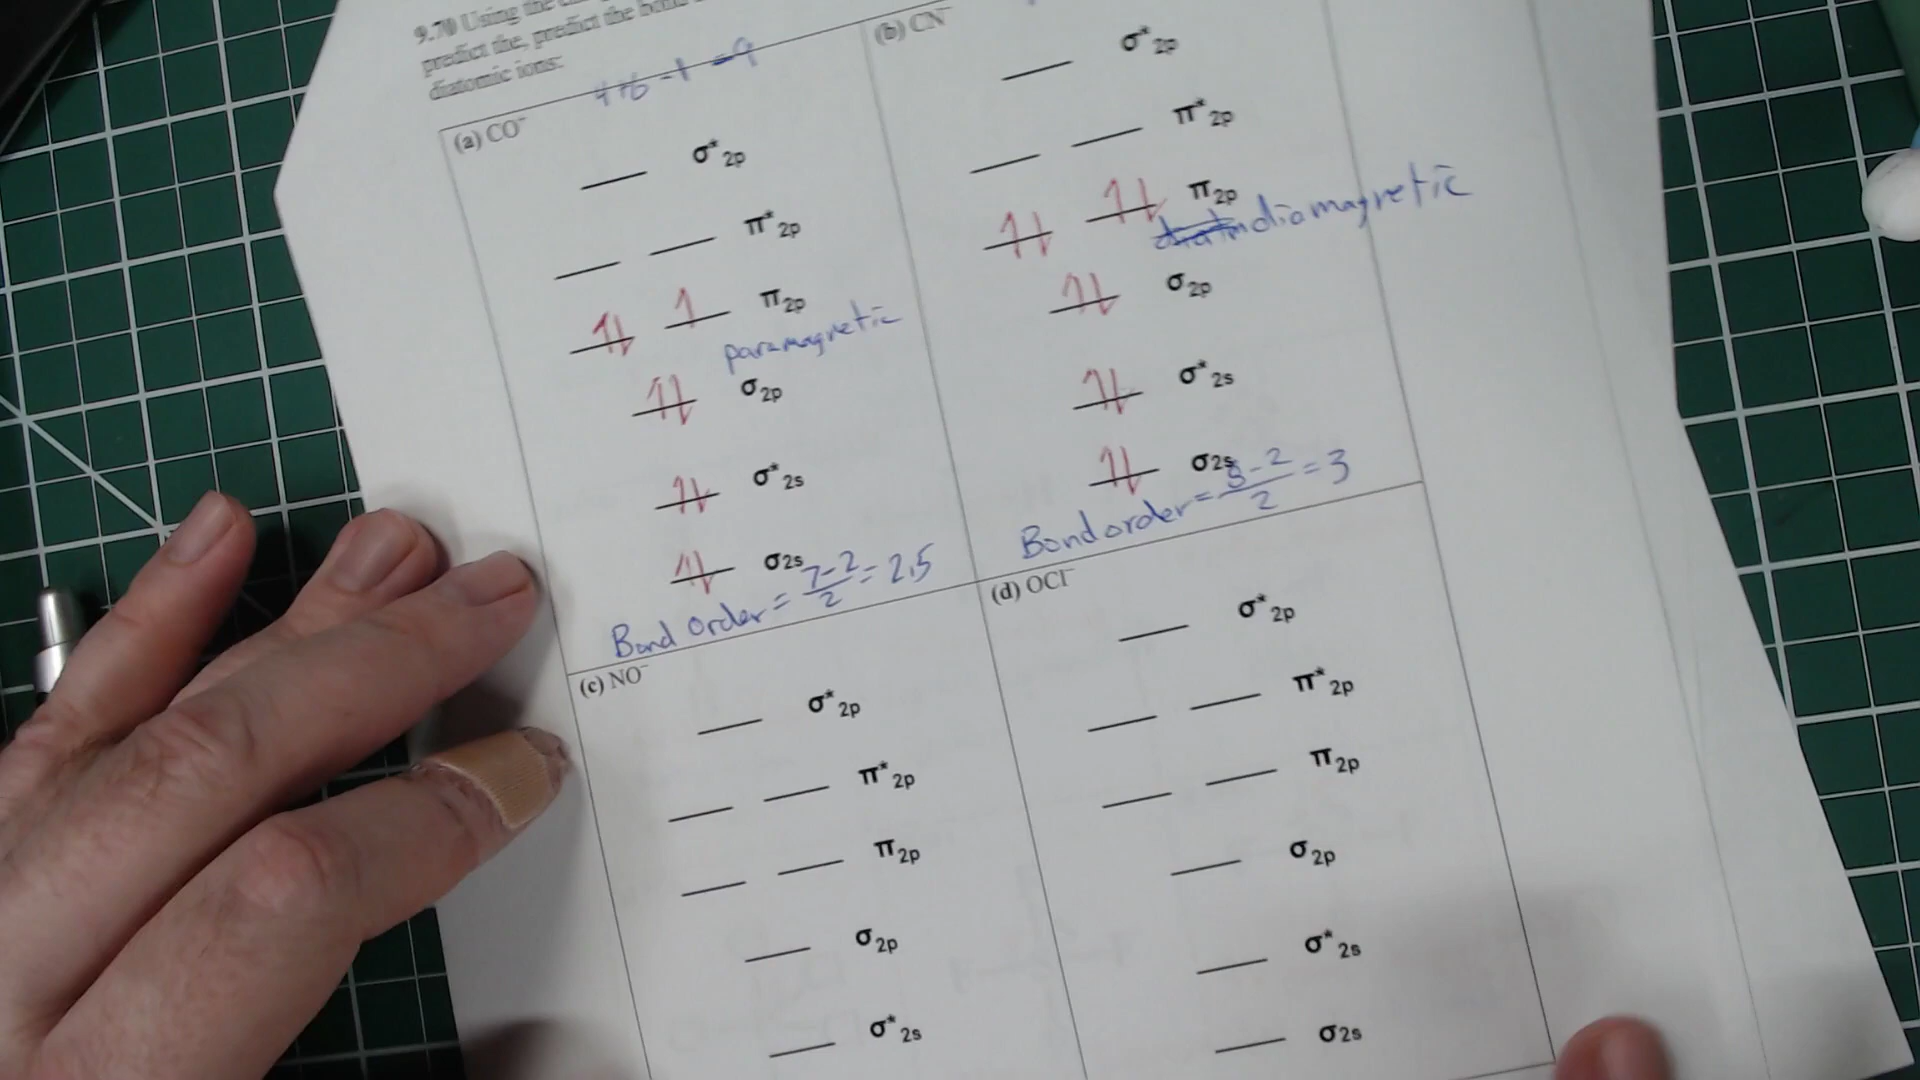 9.70 Using the
predict the, predict the bond
diatomic ions:
4+6-1=9
(a) CO⁻
σ*2p
π*2p
π2p
paramagnetic
σ2p
σ*2s
σ2s
Bond order = 7-2/2 = 2.5
(b) CN⁻
σ*2p
π*2p
π2p
diamagnetic
σ2p
σ*2s
σ2s
Bond order = 8-2/2 = 3
(c) NO⁻
σ*2p
π*2p
π2p
σ2p
σ*2s
(d) OCl⁻
σ*2p
π*2p
π2p
σ2p
σ*2s
σ2s